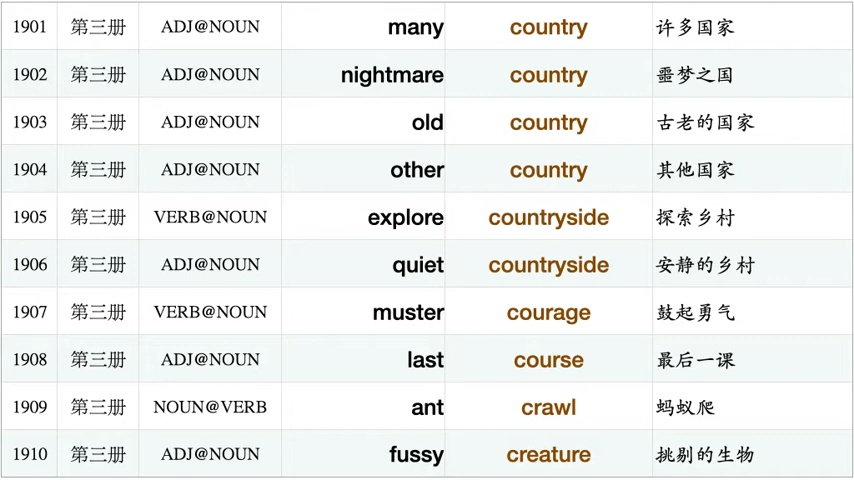 1901 第三册 ADJ@NOUN many country 许多国家
1902 第三册 ADJ@NOUN nightmare country 噩梦之国
1903 第三册 ADJ@NOUN old country 古老的国家
1904 第三册 ADJ@NOUN other country 其他国家
1905 第三册 VERB@NOUN explore countryside 探索乡村
1906 第三册 ADJ@NOUN quiet countryside 安静的乡村
1907 第三册 VERB@NOUN muster courage 鼓起勇气
1908 第三册 ADJ@NOUN last course 最后一课
1909 第三册 NOUN@VERB ant crawl 蚂蚁爬
1910 第三册 ADJ@NOUN fussy creature 挑剔的生物